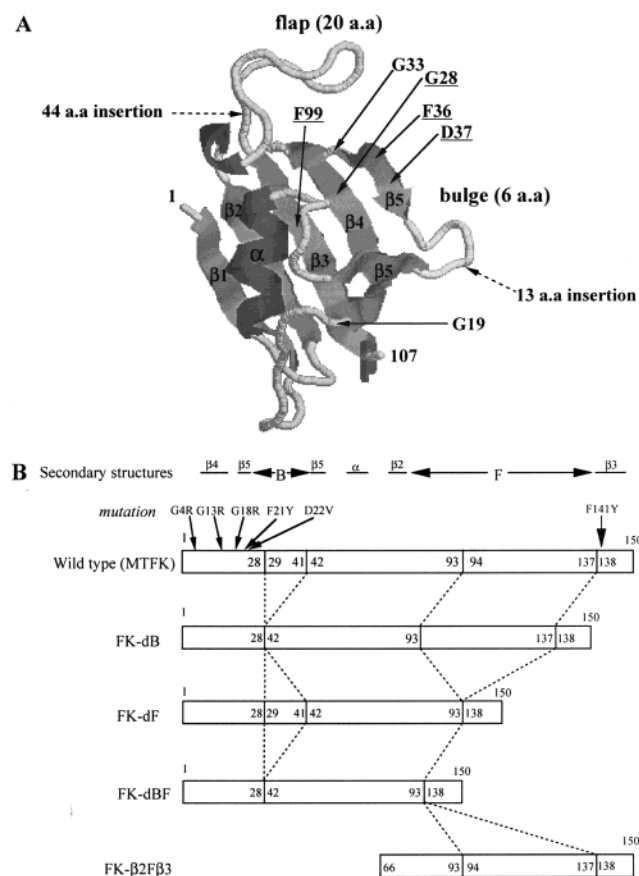 A
flap (20 a.a)
G33
G28
44 a.a insertion
F99
F36
D37
1
bulge (6 a.a)
β2
β5
β4
α
β1
β3
β5
13 a.a insertion
G19
107
B
Secondary structures
β4 β5 B β5 α β2 F β3
mutation
G4R G13R G18R F21Y D22V F141Y
1 150
Wild type (MTFK) 28 29 41 42 93 94 137 138
1 150
FK-dB 28 42 93 137 138
1 150
FK-dF 28 29 41 42 93 138
1 150
FK-dBF 28 42 93 138
150
FK-β2Fβ3 66 93 94 137 138